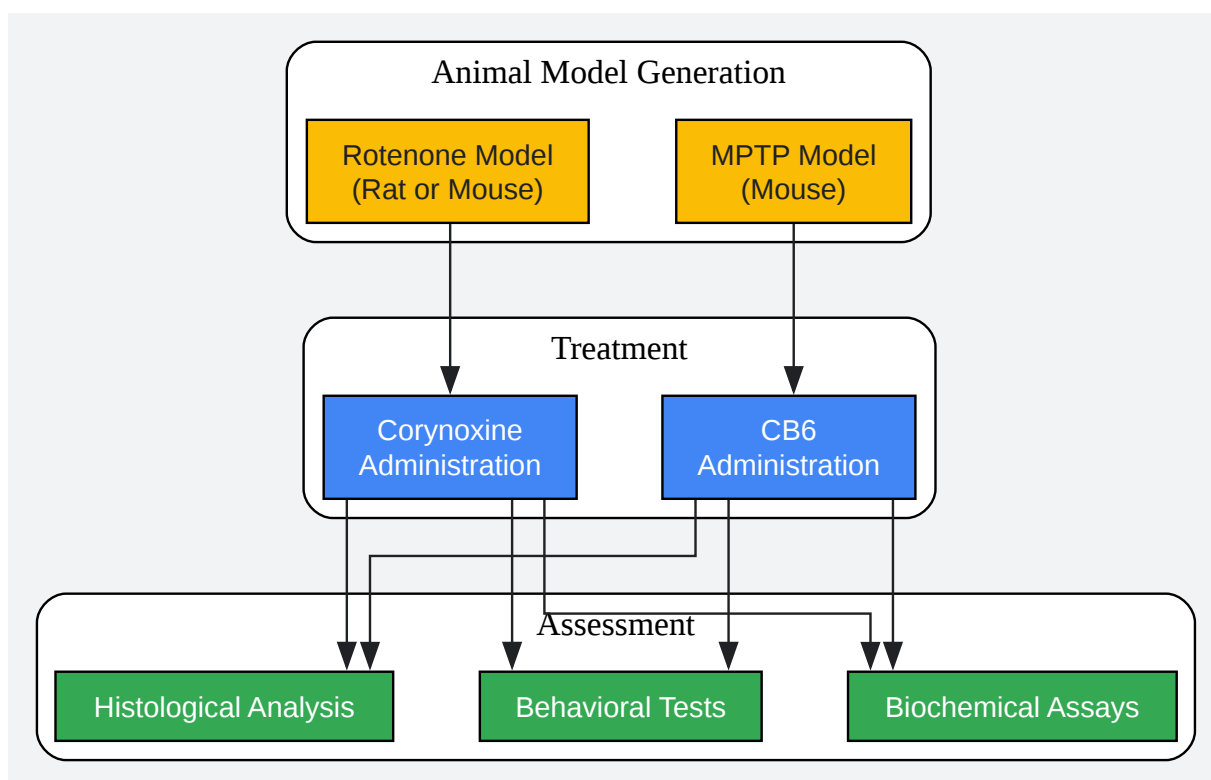 Animal Model Generation
Rotenone Model
(Rat or Mouse)
MPTP Model
(Mouse)
Treatment
Corynoxine
Administration
CB6
Administration
Assessment
Histological Analysis
Behavioral Tests
Biochemical Assays